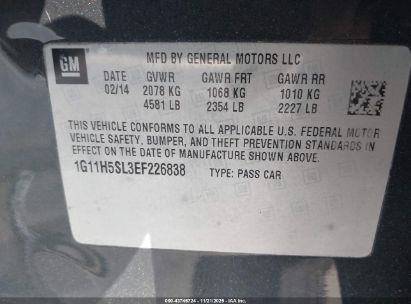 GM
MFD BY GENERAL MOTORS LLC
DATE GVWR GAWR FRT GAWR RR
02/14 2078 KG 1068 KG 1010 KG
4581 LB 2354 LB 2227 LB
THIS VEHICLE CONFORMS TO ALL APPLICABLE U.S. FEDERAL MOTOR
VEHICLE SAFETY, BUMPER, AND THEFT PREVENTION STANDARDS IN
EFFECT ON THE DATE OF MANUFACTURE SHOWN ABOVE.
1G11H5SL3EF226838 TYPE: PASS CAR